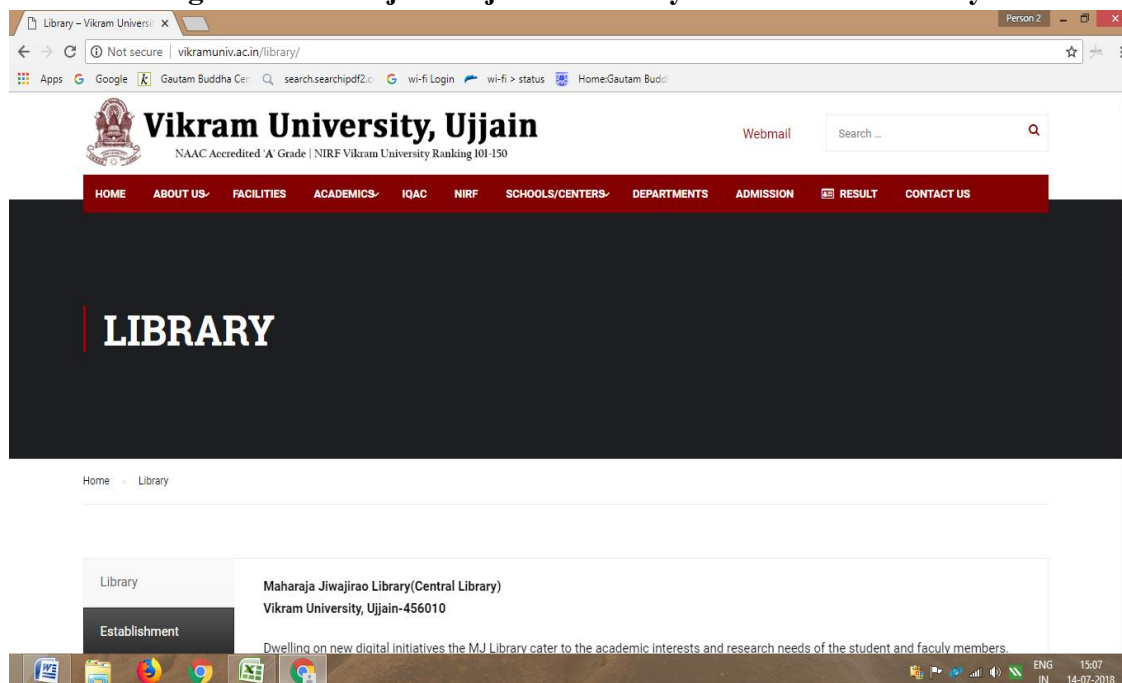 Library – Vikram Universi
Person 2
Not secure | vikramuniv.ac.in/library/
Apps Google Gautam Buddha Cen search.searchipdf2.c wi-fi Login wi-fi > status Home:Gautam Budd
Vikram University, Ujjain
NAAC Accredited 'A' Grade | NIRF Vikram University Ranking 101-150
Webmail
Search ...
HOME ABOUT US FACILITIES ACADEMICS IQAC NIRF SCHOOLS/CENTERS DEPARTMENTS ADMISSION RESULT CONTACT US
LIBRARY
Home Library
Library
Establishment
Maharaja Jiwajirao Library(Central Library)
Vikram University, Ujjain-456010
Dwelling on new digital initiatives the MJ Library cater to the academic interests and research needs of the student and faculy members.
ENG 15:07
IN 14-07-2018